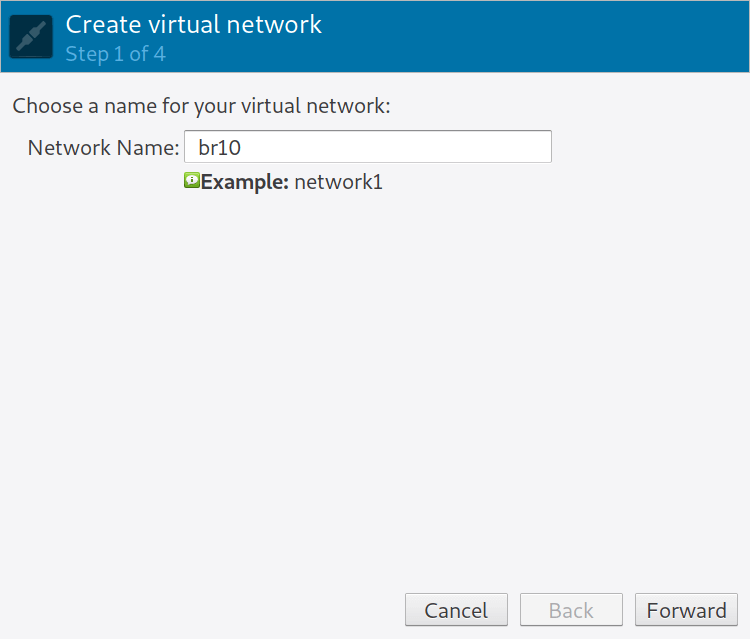 Create virtual network
Step 1 of 4
Choose a name for your virtual network:
Network Name: br10
Example: network1
Cancel Back Forward